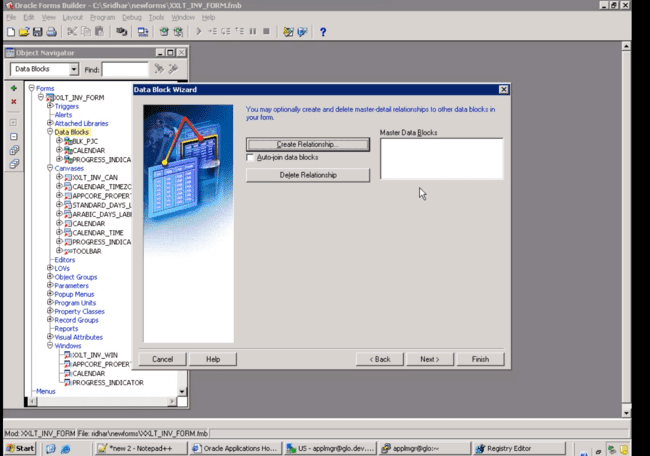 Oracle Forms Builder - C:\Sridhar\newforms\XXLT_INV_FORM.fmb
File Edit View Layout Program Debug Tools Window Help
Object Navigator
Data Blocks
Find:
Forms
XXLT_INV_FORM
Triggers
Alerts
Attached Libraries
Data Blocks
BLK_PJC
CALENDAR
PROGRESS_INDICA
Canvases
XXLT_INV_CAN
CALENDAR_TIMEZO
APPCORE_PROPER
STANDARD_DAYS_L
ARABIC_DAYS_LAB
CALENDAR
CALENDAR_TIME
PROGRESS_INDICA
TOOLBAR
Editors
LOVs
Object Groups
Parameters
Popup Menus
Program Units
Property Classes
Record Groups
Reports
Visual Attributes
Windows
XXLT_INV_WIN
APPCORE_PROPER
CALENDAR
PROGRESS_INDICATOR
Menus
Data Block Wizard
You may optionally create and delete master-detail relationships to other data blocks in
your form.
Create Relationship...
Master Data Blocks
Auto-join data blocks
Delete Relationship
Cancel Help < Back Next > Finish
Mod: XXLT_INV_FORM File: ridhar\newforms\XXLT_INV_FORM.fmb
Start *new 2 - Notepad++ Oracle Applications Ho... US - applmgr@glo.dev.... applmgr@glo:~ Registry Editor